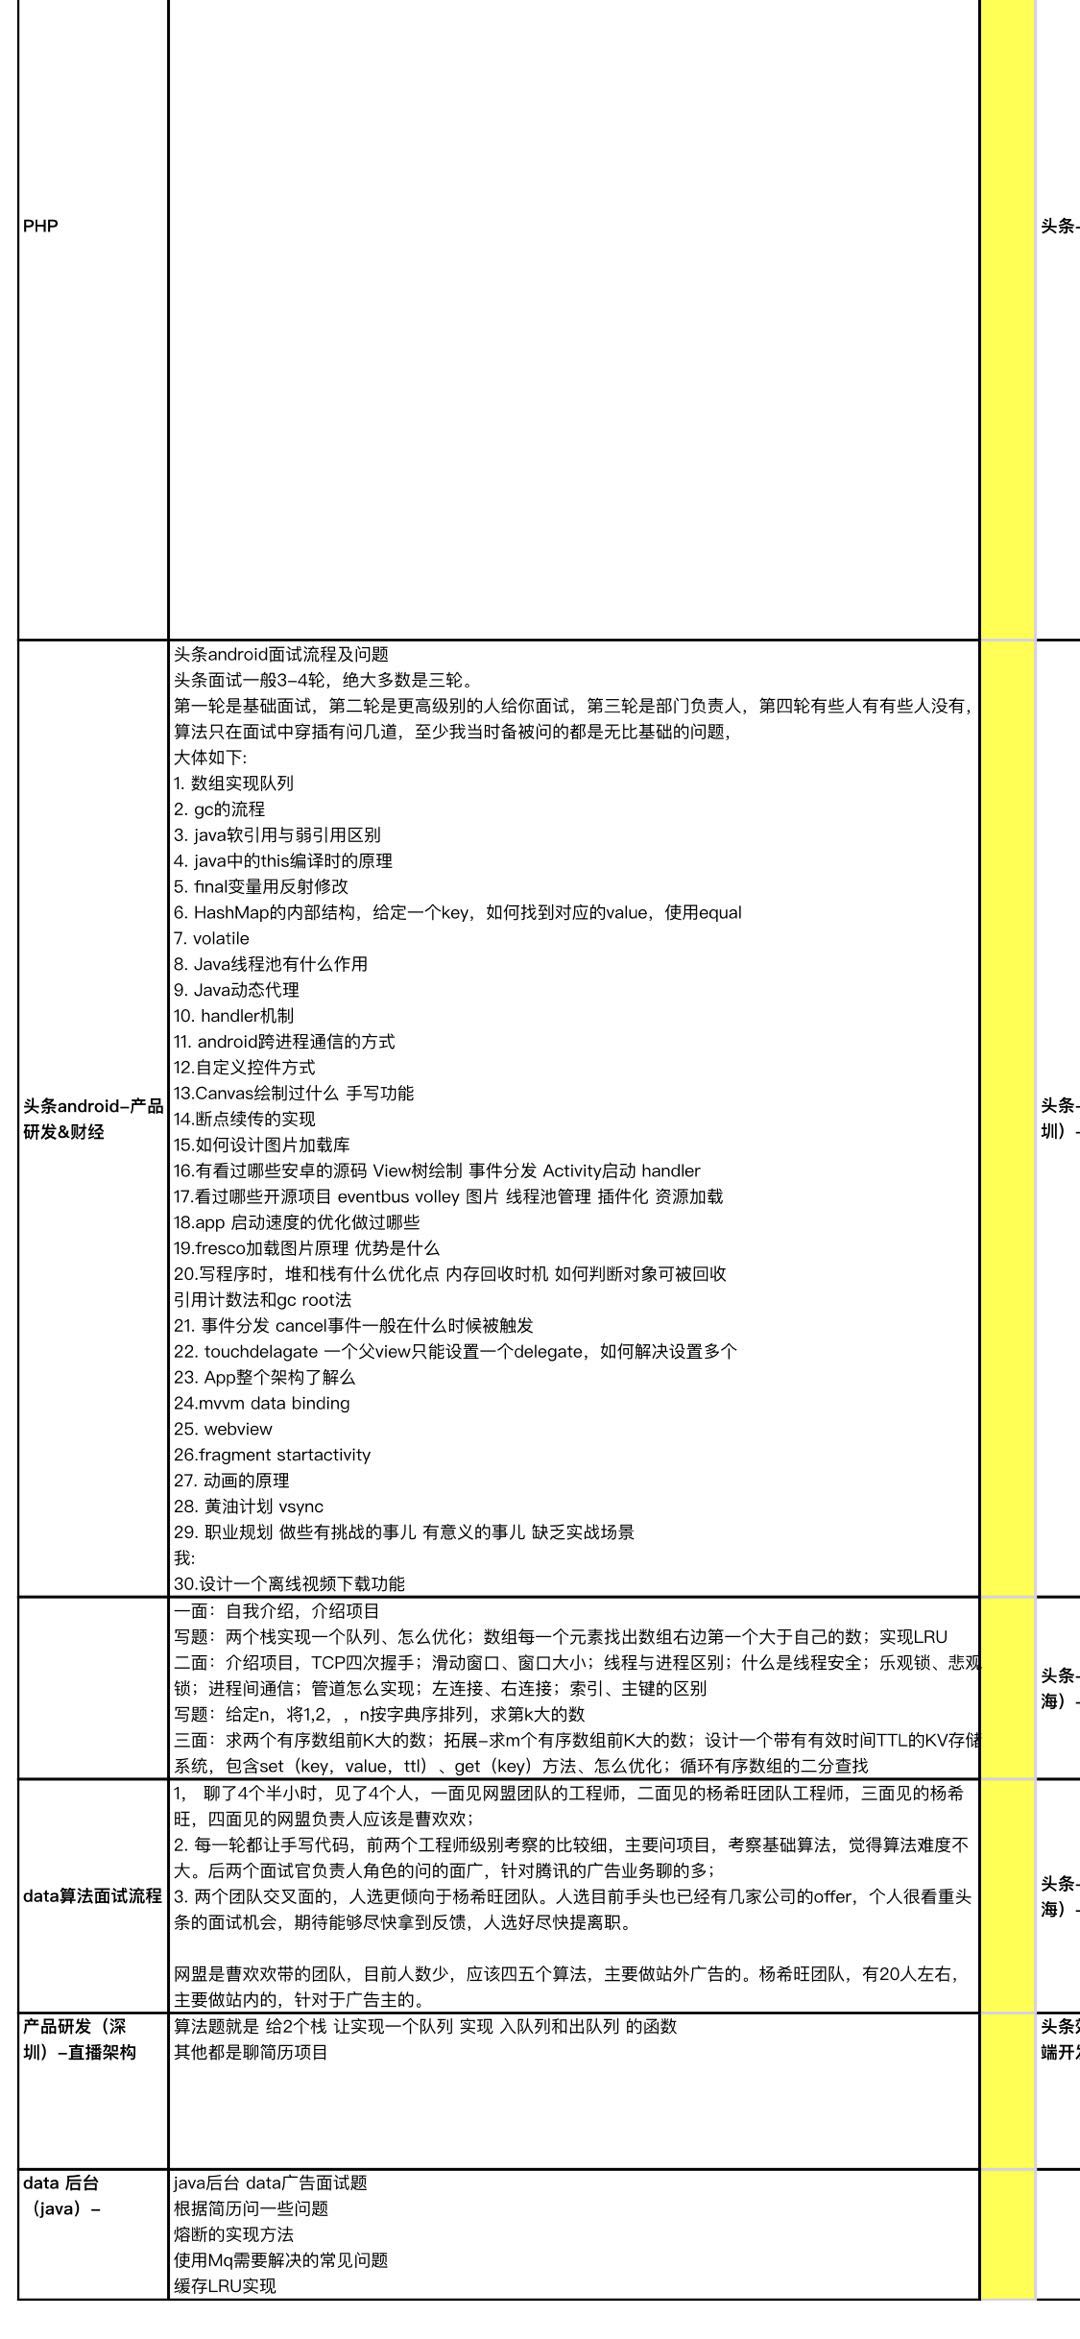 PHP
头条-
头条android面试流程及问题
头条面试一般3-4轮，绝大多数是三轮。
第一轮是基础面试，第二轮是更高级别的人给你面试，第三轮是部门负责人，第四轮有些人有有些人没有，
算法只在面试中穿插有问几道，至少我当时备被问的都是无比基础的问题，
大体如下:
1. 数组实现队列
2. gc的流程
3. java软引用与弱引用区别
4. java中的this编译时的原理
5. final变量用反射修改
6. HashMap的内部结构，给定一个key，如何找到对应的value，使用equal
7. volatile
8. Java线程池有什么作用
9. Java动态代理
10. handler机制
11. android跨进程通信的方式
12.自定义控件方式
13.Canvas绘制过什么 手写功能
14.断点续传的实现
15.如何设计图片加载库
16.有看过哪些安卓的源码 View树绘制 事件分发 Activity启动 handler
17.看过哪些开源项目 eventbus volley 图片 线程池管理 插件化 资源加载
18.app 启动速度的优化做过哪些
19.fresco加载图片原理 优势是什么
20.写程序时，堆和栈有什么优化点 内存回收时机 如何判断对象可被回收
引用计数法和gc root法
21. 事件分发 cancel事件一般在什么时候被触发
22. touchdelagate 一个父view只能设置一个delegate，如何解决设置多个
23. App整个架构了解么
24.mvvm data binding
25. webview
26.fragment startactivity
27. 动画的原理
28. 黄油计划 vsync
29. 职业规划 做些有挑战的事儿 有意义的事儿 缺乏实战场景
我:
30.设计一个离线视频下载功能
头条android-产品
研发&财经
头条-
圳）-
一面：自我介绍，介绍项目
写题：两个栈实现一个队列、怎么优化；数组每一个元素找出数组右边第一个大于自己的数；实现LRU
二面：介绍项目，TCP四次握手；滑动窗口、窗口大小；线程与进程区别；什么是线程安全；乐观锁、悲观
锁；进程间通信；管道怎么实现；左连接、右连接；索引、主键的区别
写题：给定n，将1,2，，n按字典序排列，求第k大的数
三面：求两个有序数组前K大的数；拓展-求m个有序数组前K大的数；设计一个带有有效时间TTL的KV存储
系统，包含set（key，value，ttl）、get（key）方法、怎么优化；循环有序数组的二分查找
头条-
海）-
data算法面试流程
1， 聊了4个半小时，见了4个人，一面见网盟团队的工程师，二面见的杨希旺团队工程师，三面见的杨希
旺，四面见的网盟负责人应该是曹欢欢；
2. 每一轮都让手写代码，前两个工程师级别考察的比较细，主要问项目，考察基础算法，觉得算法难度不
大。后两个面试官负责人角色的问的面广，针对腾讯的广告业务聊的多；
3. 两个团队交叉面的，人选更倾向于杨希旺团队。人选目前手头也已经有几家公司的offer，个人很看重头
条的面试机会，期待能够尽快拿到反馈，人选好尽快提离职。
网盟是曹欢欢带的团队，目前人数少，应该四五个算法，主要做站外广告的。杨希旺团队，有20人左右，
主要做站内的，针对于广告主的。
头条-
海）-
产品研发（深
圳）-直播架构
算法题就是 给2个栈 让实现一个队列 实现 入队列和出队列 的函数
其他都是聊简历项目
端开
data 后台
（java）-
java后台 data广告面试题
根据简历问一些问题
熔断的实现方法
使用Mq需要解决的常见问题
缓存LRU实现